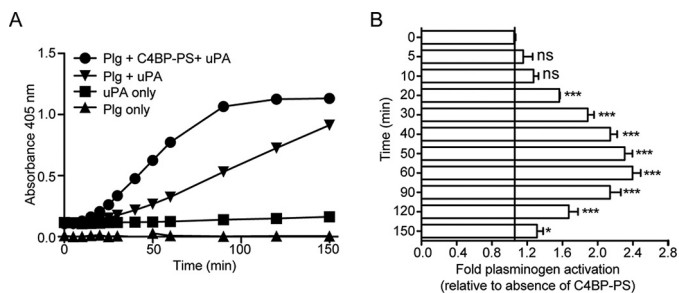 A
Plg + C4BP-PS+ uPA
Plg + uPA
uPA only
Plg only
Absorbance 405 nm
1.5
1.0
0.5
0.0
0 50 100 150
Time (min)
B
Time (min)
0
5 ns
10 ns
20 ***
30 ***
40 ***
50 ***
60 ***
90 ***
120 ***
150 *
0.0 0.4 0.8 1.2 1.6 2.0 2.4 2.8
Fold plasminogen activation
(relative to absence of C4BP-PS)